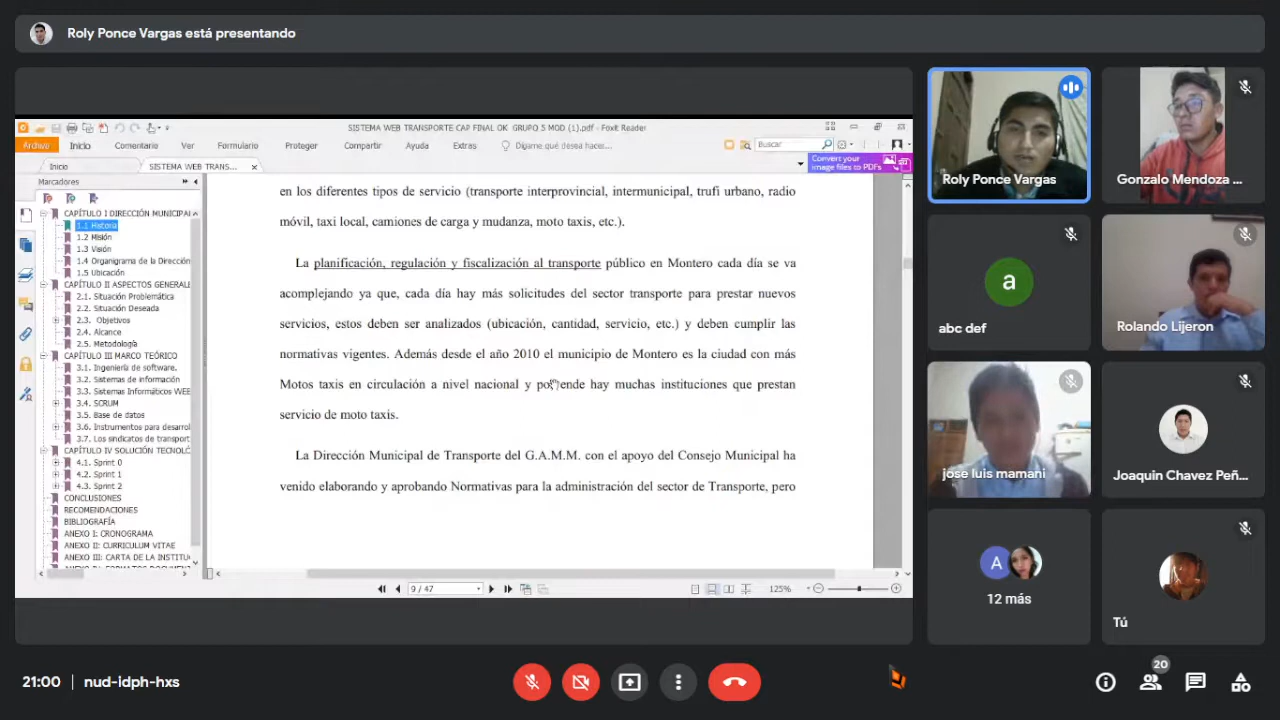 Roly Ponce Vargas está presentando
SISTEMA WEB TRANSPORTE CAP FINAL OK GRUPO 5 MOD (1).pdf - Foxit Reader
Archivo Inicio Comentario Ver Formulario Proteger Compartir Ayuda Extras Dígame qué desea hacer... Buscar
Inicio SISTEMA WEB TRANS...
Convert your
image files to PDF
Marcadores
CAPÍTULO I DIRECCIÓN MUNICIPAL
1.1 Historia
1.2 Misión
1.3 Visión
1.4 Organigrama de la Dirección
1.5 Ubicación
CAPÍTULO II ASPECTOS GENERAL
2.1. Situación Problemática
2.2. Situación Deseada
2.3. Objetivos
2.4. Alcance
2.5. Metodología
CAPÍTULO III MARCO TEÓRICO
3.1. Ingeniería de software.
3.2. Sistemas de información
3.3. Sistemas Informáticos WEB
3.4. SCRUM
3.5. Base de datos
3.6. Instrumentos para desarrol
3.7. Los sindicatos de transport
CAPÍTULO IV SOLUCIÓN TECNOLÓ
4.1. Sprint 0
4.2. Sprint 1
4.3. Sprint 2
CONCLUSIONES
RECOMENDACIONES
BIBLIOGRAFÍA
ANEXO I: CRONOGRAMA
ANEXO II: CURRICULUM VITAE
ANEXO III: CARTA DE LA INSTITU
en los diferentes tipos de servicio (transporte interprovincial, intermunicipal, trufi urbano, radio
móvil, taxi local, camiones de carga y mudanza, moto taxis, etc.).
La planificación, regulación y fiscalización al transporte público en Montero cada día se va
acomplejando ya que, cada día hay más solicitudes del sector transporte para prestar nuevos
servicios, estos deben ser analizados (ubicación, cantidad, servicio, etc.) y deben cumplir las
normativas vigentes. Además desde el año 2010 el municipio de Montero es la ciudad con más
Motos taxis en circulación a nivel nacional y por ende hay muchas instituciones que prestan
servicio de moto taxis.
La Dirección Municipal de Transporte del G.A.M.M. con el apoyo del Consejo Municipal ha
venido elaborando y aprobando Normativas para la administración del sector de Transporte, pero
9 / 47
125%
Roly Ponce Vargas
Gonzalo Mendoza ...
a
abc def
Rolando Lijeron
jose luis mamani
Joaquin Chavez Peñ...
A
12 más
Tú
21:00 | nud-idph-hxs
20